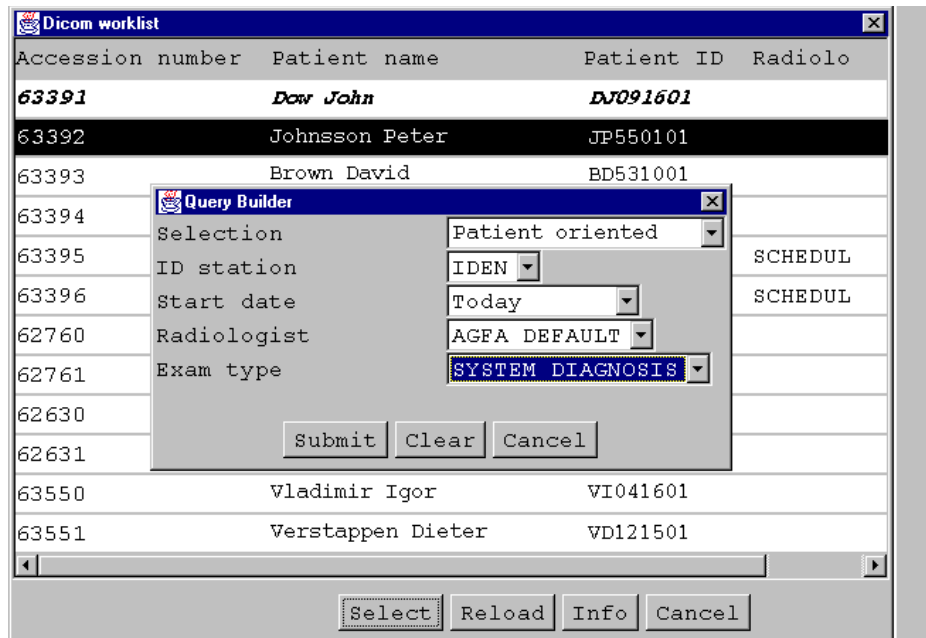 Dicom worklist
Accession number Patient name Patient ID Radiolo
63391 Dow John DJ091601
63392 Johnsson Peter JP550101
63393 Brown David BD531001
63394
63395 SCHEDUL
63396 SCHEDUL
62760
62761
62630
62631
Query Builder
Selection Patient oriented
ID station IDEN
Start date Today
Radiologist AGFA DEFAULT
Exam type SYSTEM DIAGNOSIS
Submit Clear Cancel
63550 Vladimir Igor VI041601
63551 Verstappen Dieter VD121501
Select Reload Info Cancel